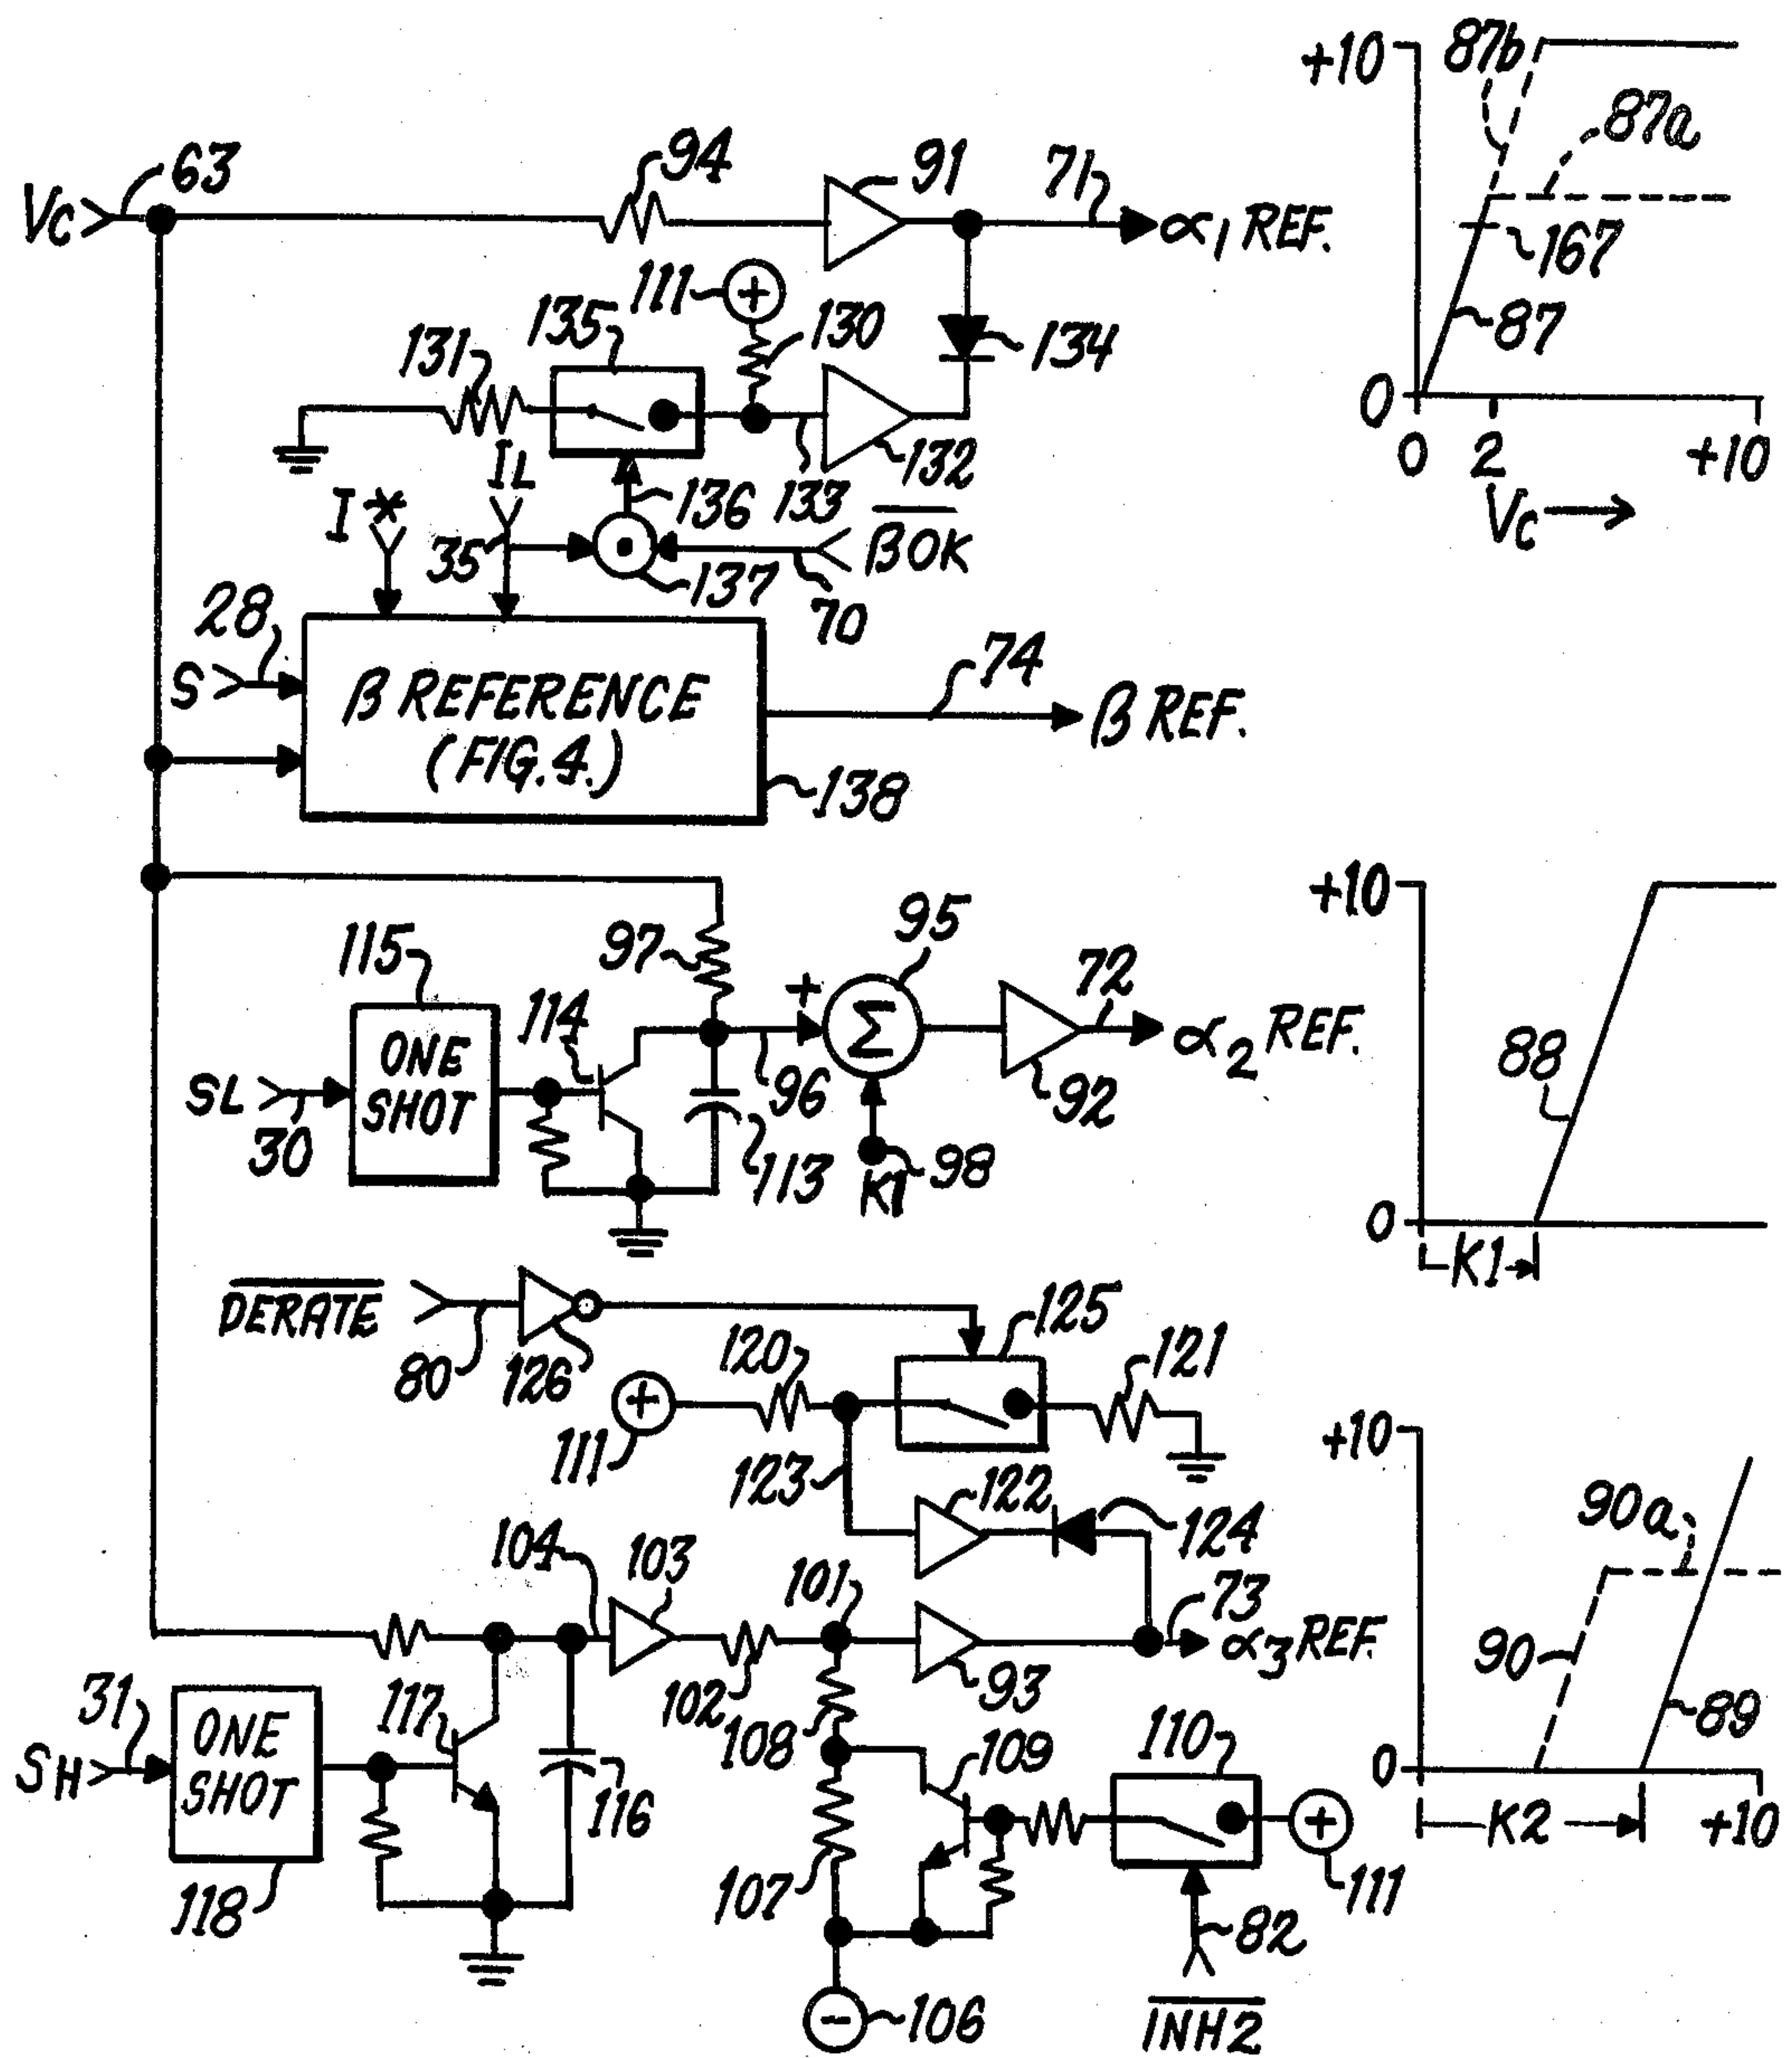 +10
87b
87a
63
94
91
71
Vc
α1 REF.
167
111
+
130
135
134
87
131
0
132
0
2
+10
IL
136
133
Vc
I*
β̅O̅K̅
35
137
28
70
74
S
β REFERENCE
(FIG.4.)
β REF.
138
+10
95
115
97
72
114
+
Σ
α2 REF.
88
ONE
SHOT
96
92
SL
30
113
K1
98
0
K1
D̅E̅R̅A̅T̅E̅
125
120
121
80
126
+
111
+10
123
122
124
90a
104
103
101
73
α3 REF.
90
31
102
93
89
ONE
SHOT
117
108
109
110
SH
0
116
+
K2
+10
107
111
118
82
−
106
I̅N̅H̅2̅